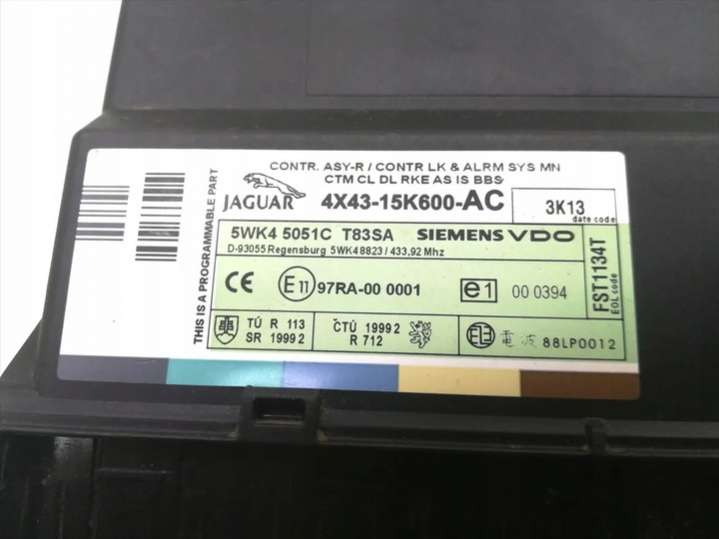 CONTR. ASY-R / CONTR LK & ALRM SYS MN
CTM CL DL RKE AS IS BBS
JAGUAR 4X43-15K600-AC
3K13
date code
THIS IS A PROGRAMMABLE PART
5WK4 5051C T83SA SIEMENS VDO
D-93055 Regensburg 5WK48823 / 433,92 Mhz
CE E11 97RA-00 0001 e1 00 0394
FST1134T
EOL code
TÚ R 113
SR 1999 2
ČTÚ 1999 2
R 712
電波 88LP0012